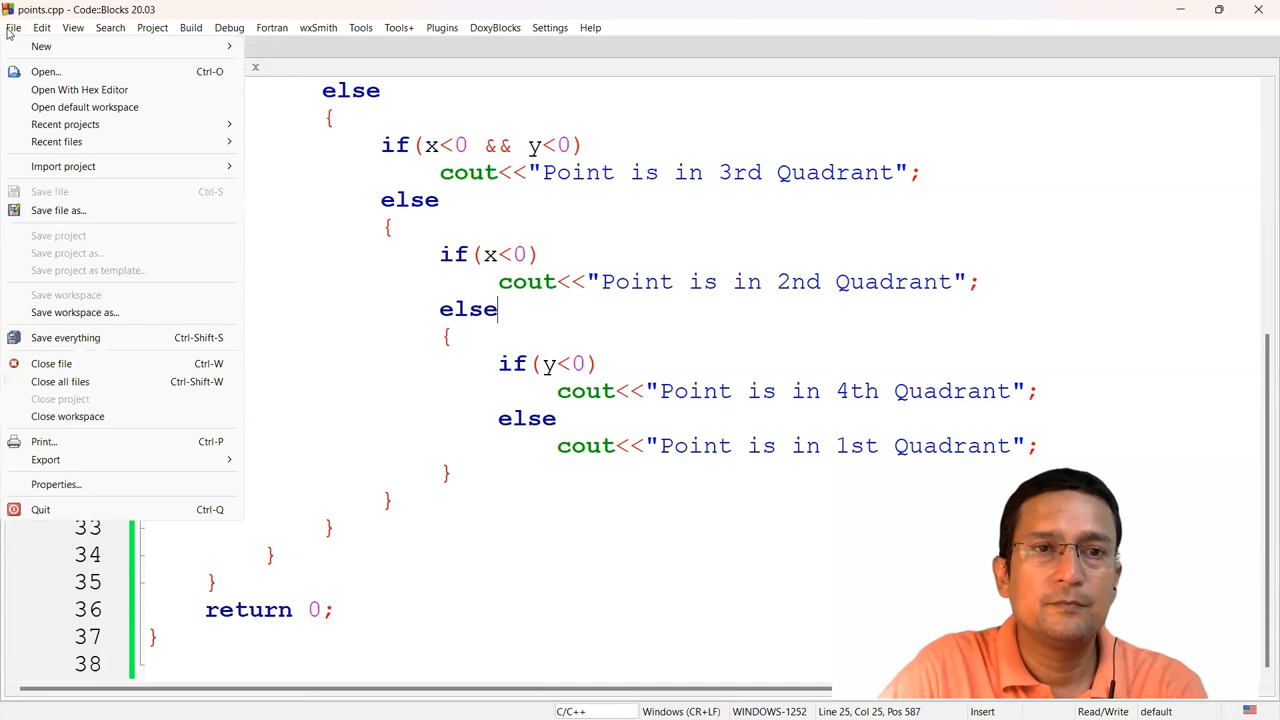 points.cpp - Code::Blocks 20.03
File Edit View Search Project Build Debug Fortran wxSmith Tools Tools+ Plugins DoxyBlocks Settings Help
New
Open... Ctrl-O
Open With Hex Editor
Open default workspace
Recent projects
Recent files
Import project
Save file Ctrl-S
Save file as...
Save project
Save project as...
Save project as template...
Save workspace
Save workspace as...
Save everything Ctrl-Shift-S
Close file Ctrl-W
Close all files Ctrl-Shift-W
Close project
Close workspace
Print... Ctrl-P
Export
Properties...
Quit Ctrl-Q
else
{
if(x<0 && y<0)
cout<<"Point is in 3rd Quadrant";
else
{
if(x<0)
cout<<"Point is in 2nd Quadrant";
else
{
if(y<0)
cout<<"Point is in 4th Quadrant";
else
cout<<"Point is in 1st Quadrant";
}
}
33 }
34 }
35 }
36 return 0;
37 }
38
C/C++ Windows (CR+LF) WINDOWS-1252 Line 25, Col 25, Pos 587 Insert Read/Write default